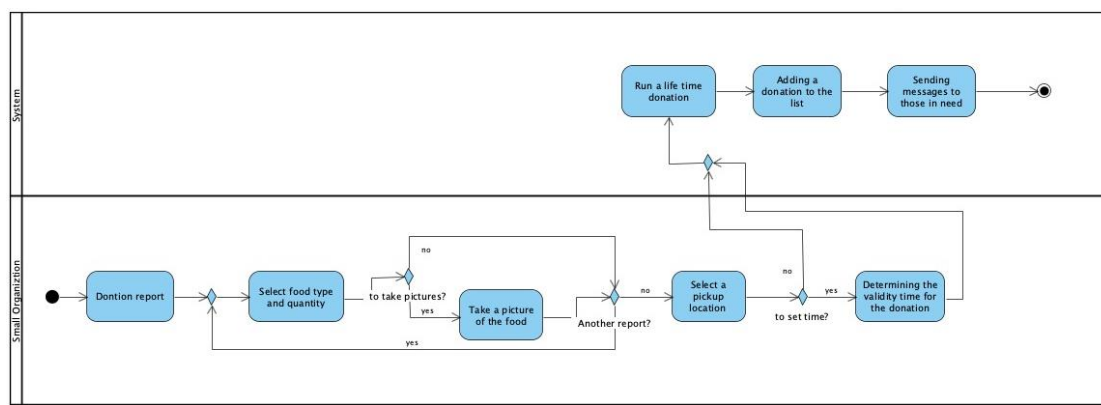 System
Run a life time
donation
Adding a
donation to the
list
Sending
messages to
those in need
Small Organiztion
Dontion report
Select food type
and quantity
no
to take pictures?
yes
Take a picture
of the food
Another report?
yes
no
Select a
pickup
location
no
yes
to set time?
Determining the
validity time for
the donation